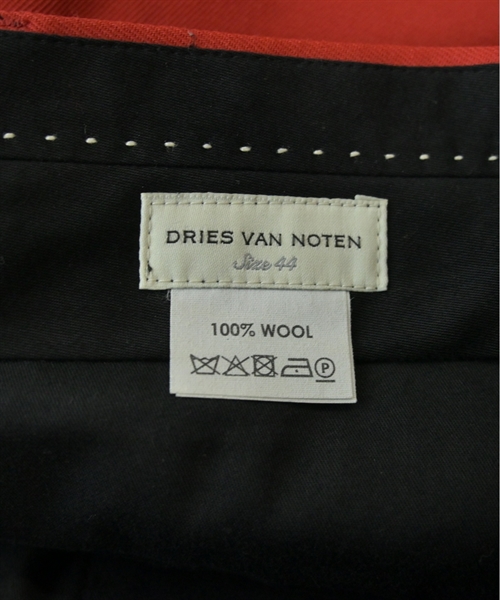 DRIES VAN NOTEN
Size 44
100% WOOL
P